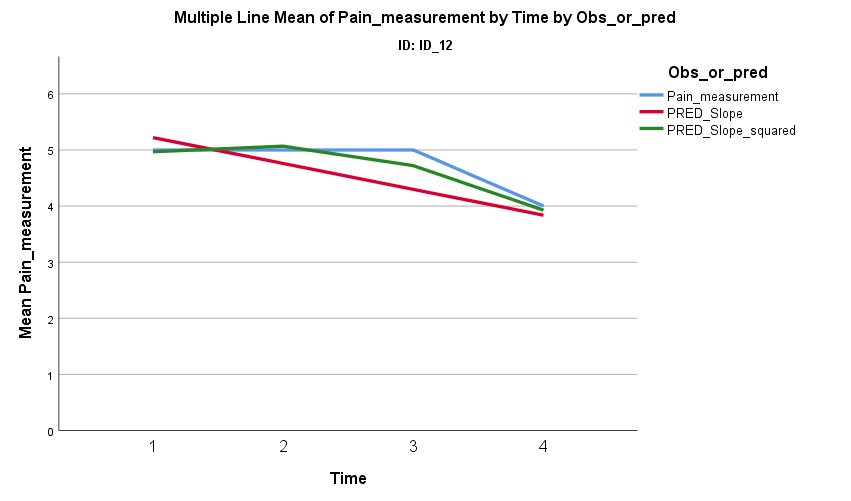 Multiple Line Mean of Pain_measurement by Time by Obs_or_pred
ID: ID_12
Obs_or_pred
Pain_measurement
PRED_Slope
PRED_Slope_squared
Mean Pain_measurement
6
5
4
3
2
1
0
1 2 3 4
Time